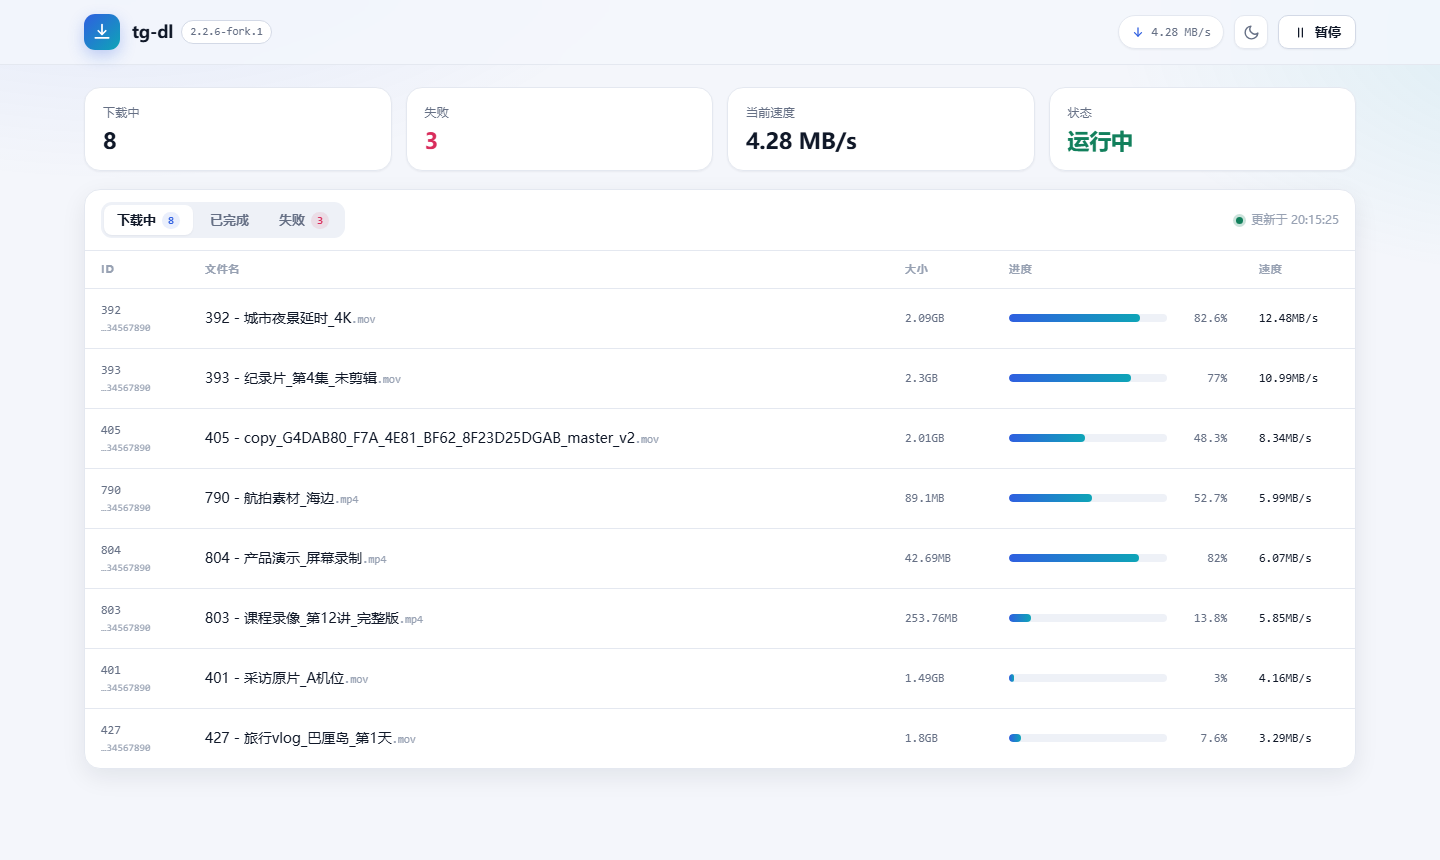 tg-dl 2.2.6-fork.1 4.28 MB/s 暂停
下载中 失败 当前速度 状态
8 3 4.28 MB/s 运行中
下载中 8 已完成 失败 3 更新于 20:15:25
ID 文件名 大小 进度 速度
392
…34567890
392 - 城市夜景延时_4K.mov 2.09GB 82.6% 12.48MB/s
393
…34567890
393 - 纪录片_第4集_未剪辑.mov 2.3GB 77% 10.99MB/s
405
…34567890
405 - copy_G4DAB80_F7A_4E81_BF62_8F23D25DGAB_master_v2.mov 2.01GB 48.3% 8.34MB/s
790
…34567890
790 - 航拍素材_海边.mp4 89.1MB 52.7% 5.99MB/s
804
…34567890
804 - 产品演示_屏幕录制.mp4 42.69MB 82% 6.07MB/s
803
…34567890
803 - 课程录像_第12讲_完整版.mp4 253.76MB 13.8% 5.85MB/s
401
…34567890
401 - 采访原片_A机位.mov 1.49GB 3% 4.16MB/s
427
…34567890
427 - 旅行vlog_巴厘岛_第1天.mov 1.8GB 7.6% 3.29MB/s